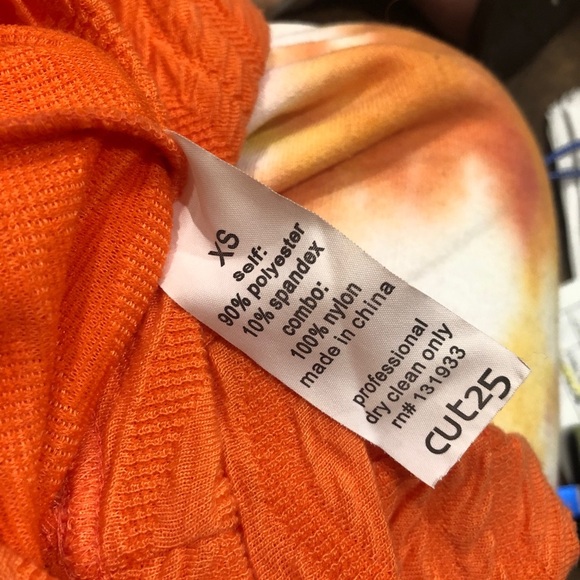 XS
self:
90% polyester
10% spandex
combo:
100% nylon
made in china
professional
dry clean only
rn# 131933
cut25